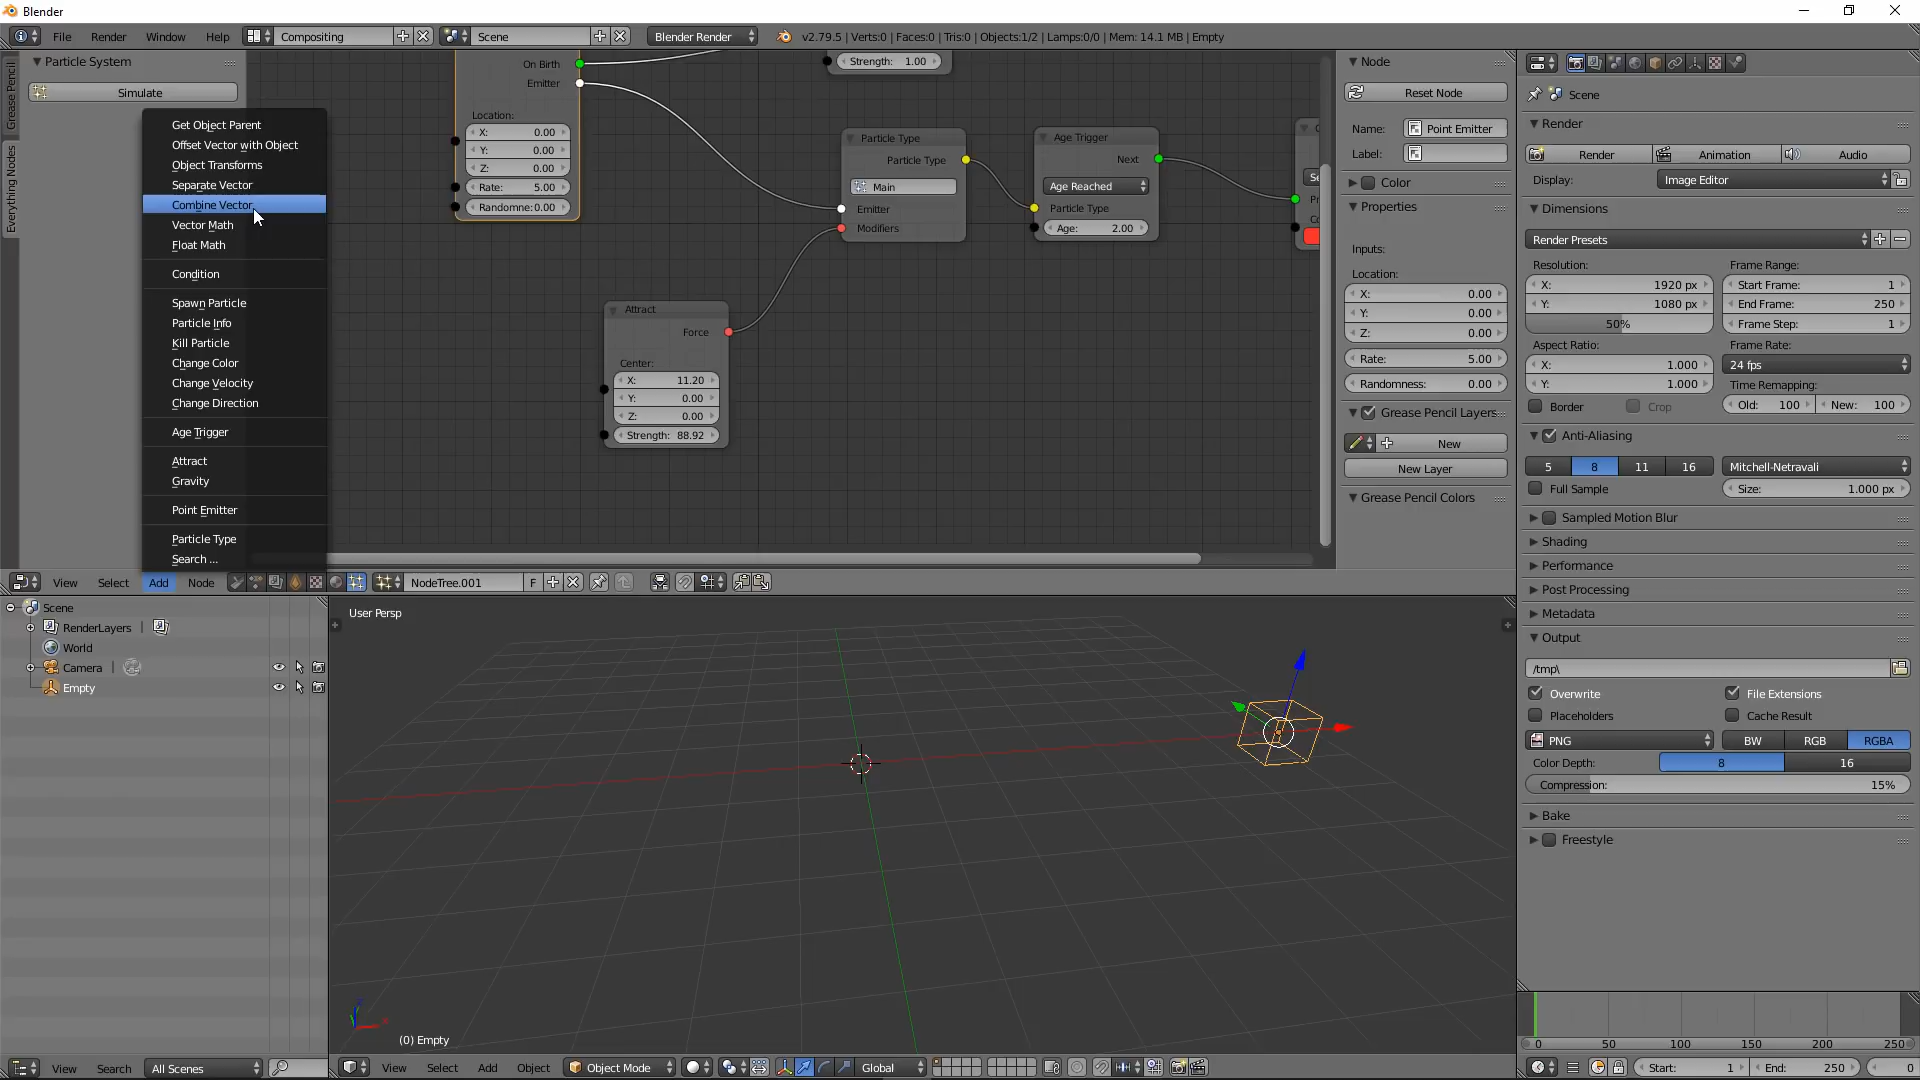 Blender
File Render Window Help Compositing Scene Blender Render v2.79.5 | Verts:0 | Faces:0 | Tris:0 | Objects:1/2 | Lamps:0/0 | Mem: 14.1 MB | Empty
Grease Pencil
Everything Nodes
Particle System
Simulate
Get Object Parent
Offset Vector with Object
Object Transforms
Separate Vector
Combine Vector
Vector Math
Float Math
Condition
Spawn Particle
Particle Info
Kill Particle
Change Color
Change Velocity
Change Direction
Age Trigger
Attract
Gravity
Point Emitter
Particle Type
Search ...
On Birth
Emitter
Location:
X: 0.00
Y: 0.00
Z: 0.00
Rate: 5.00
Randomne: 0.00
Strength: 1.00
Particle Type
Particle Type
Main
Emitter
Modifiers
Age Trigger
Next
Age Reached
Particle Type
Age: 2.00
Attract
Force
Center:
X: 11.20
Y: 0.00
Z: 0.00
Strength: 88.92
Node
Reset Node
Name: Point Emitter
Label:
Color
Properties
Inputs:
Location:
X: 0.00
Y: 0.00
Z: 0.00
Rate: 5.00
Randomness: 0.00
Grease Pencil Layers
New
New Layer
Grease Pencil Colors
View Select Add Node NodeTree.001 F
Scene
RenderLayers |
World
Camera |
Empty
View Search All Scenes
User Persp
(0) Empty
View Select Add Object Object Mode Global
Scene
Render
Render Animation Audio
Display: Image Editor
Dimensions
Render Presets
Resolution: Frame Range:
X: 1920 px Start Frame: 1
Y: 1080 px End Frame: 250
50% Frame Step: 1
Aspect Ratio: Frame Rate:
X: 1.000 24 fps
Y: 1.000 Time Remapping:
Border Crop Old: 100 New: 100
Anti-Aliasing
5 8 11 16 Mitchell-Netravali
Full Sample Size: 1.000 px
Sampled Motion Blur
Shading
Performance
Post Processing
Metadata
Output
/tmp\
Overwrite File Extensions
Placeholders Cache Result
PNG BW RGB RGBA
Color Depth: 8 16
Compression: 15%
Bake
Freestyle
0 50 100 150 200 250
Start: 1 End: 250 0